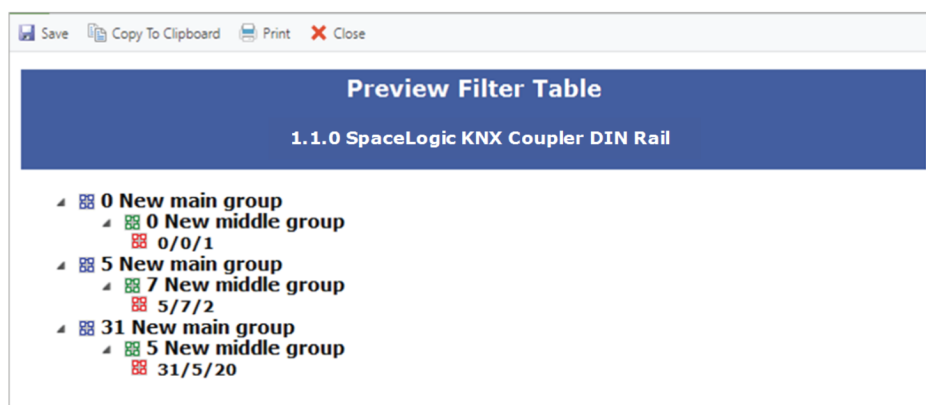 Save Copy To Clipboard Print Close
Preview Filter Table
1.1.0 SpaceLogic KNX Coupler DIN Rail
0 New main group
0 New middle group
0/0/1
5 New main group
7 New middle group
5/7/2
31 New main group
5 New middle group
31/5/20